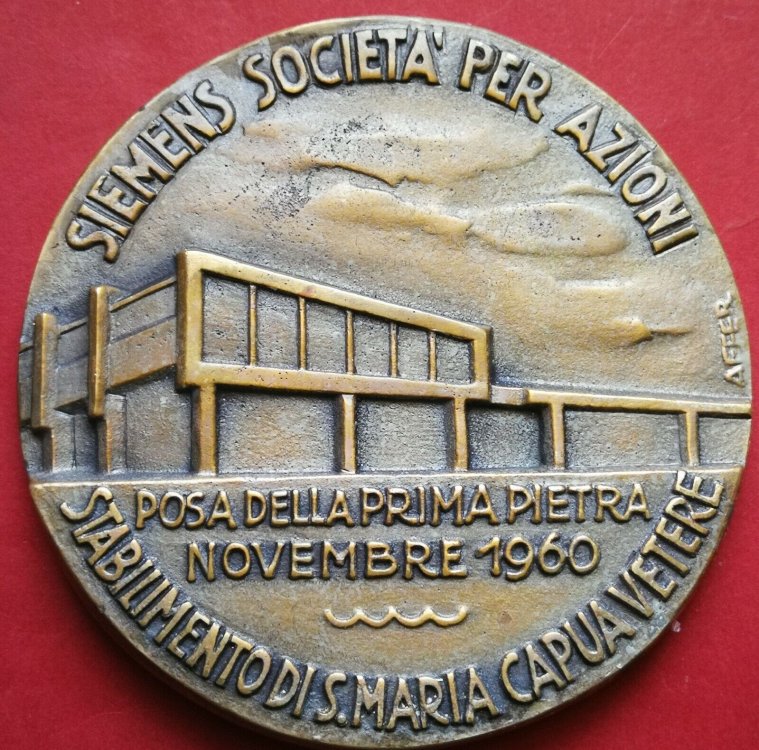 SIEMENS SOCIETA' PER AZIONI
AFFER
POSA DELLA PRIMA PIETRA
NOVEMBRE 1960
STABILIMENTO DI S. MARIA CAPUA VETERE